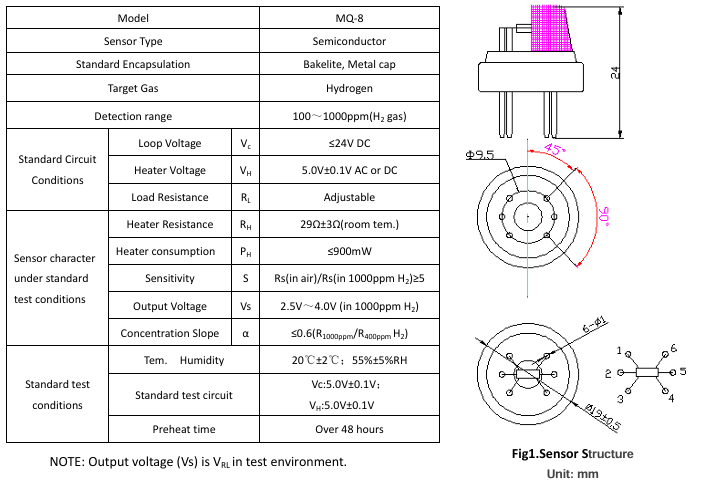 Model MQ-8
Sensor Type Semiconductor
Standard Encapsulation Bakelite, Metal cap
Target Gas Hydrogen
Detection range 100～1000ppm(H₂ gas)
Standard Circuit Conditions
Loop Voltage Vc ≤24V DC
Heater Voltage VH 5.0V±0.1V AC or DC
Load Resistance RL Adjustable
Sensor character under standard test conditions
Heater Resistance RH 29Ω±3Ω(room tem.)
Heater consumption PH ≤900mW
Sensitivity S Rs(in air)/Rs(in 1000ppm H₂)≥5
Output Voltage Vs 2.5V～4.0V (in 1000ppm H₂)
Concentration Slope α ≤0.6(R1000ppm/R400ppm H₂)
Standard test conditions
Tem. Humidity 20℃±2℃；55%±5%RH
Standard test circuit Vc:5.0V±0.1V；
VH:5.0V±0.1V
Preheat time Over 48 hours
NOTE: Output voltage (Vs) is VRL in test environment.
24
Φ9.5
45°
90°
6-Ø1
Ø19±0.5
1
2
3
6
5
4
Fig1.Sensor Structure
Unit: mm